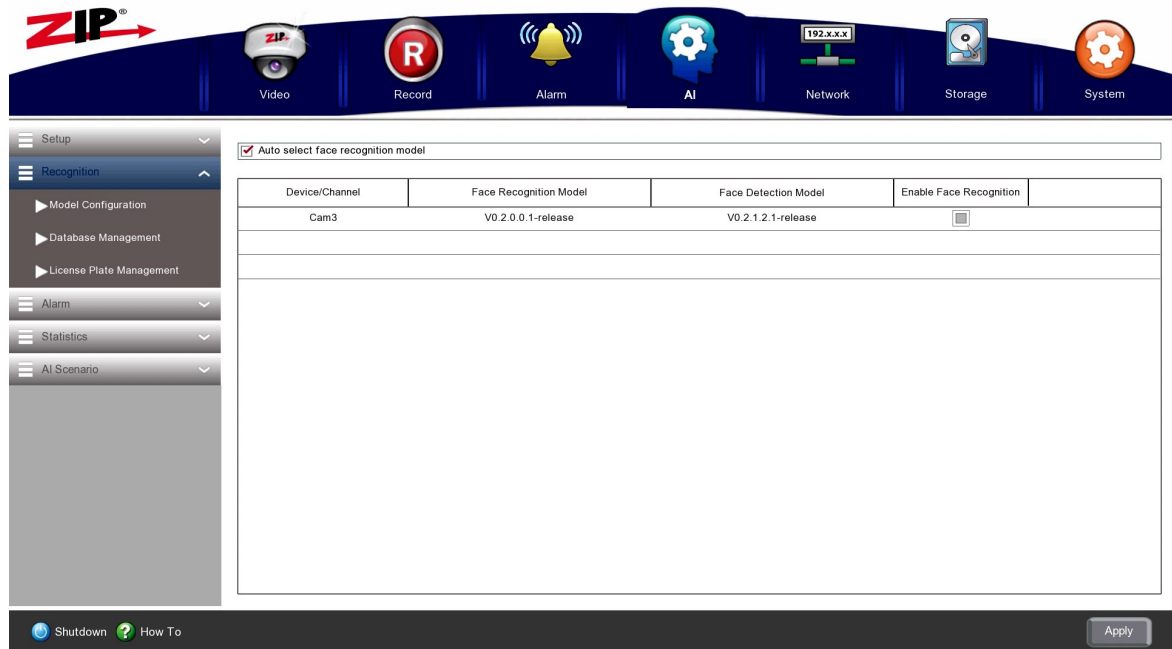 ZIP®
ZIP
R
192.x.x.x
Video
Record
Alarm
AI
Network
Storage
System
Setup
Recognition
Model Configuration
Database Management
License Plate Management
Alarm
Statistics
AI Scenario
Auto select face recognition model
Device/Channel Face Recognition Model Face Detection Model Enable Face Recognition
Cam3 V0.2.0.0.1-release V0.2.1.2.1-release
Shutdown ? How To
Apply